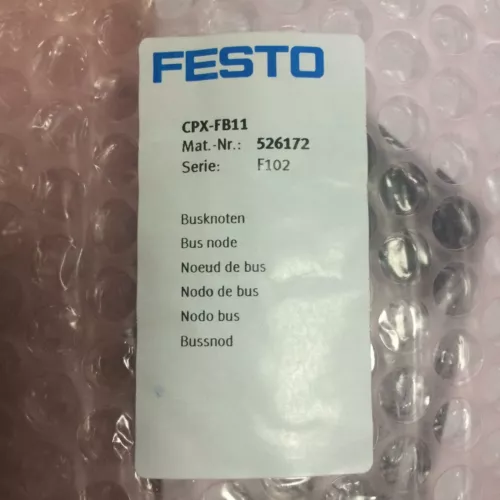 FESTO
CPX-FB11
Mat.-Nr.: 526172
Serie: F102
Busknoten
Bus node
Noeud de bus
Nodo de bus
Nodo bus
Bussnod